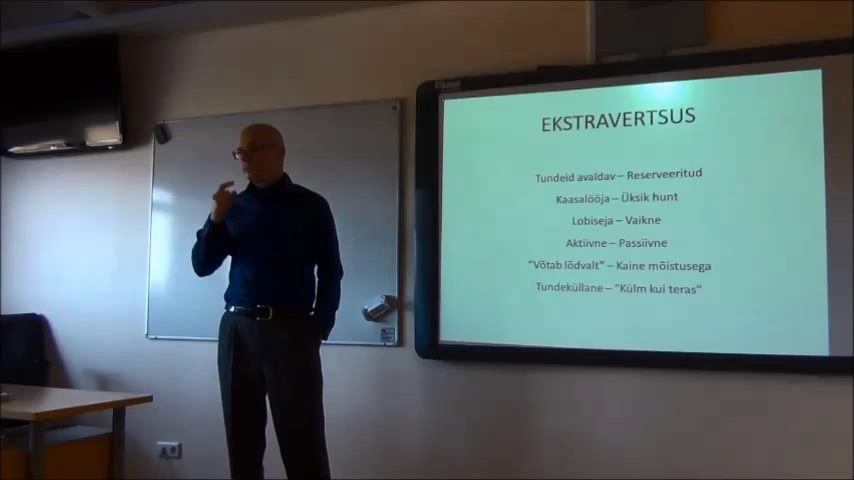 EKSTRAVERTSUS
Tundeid avaldav – Reserveeritud
Kaasalööja – Üksik hunt
Lobiseja – Vaikne
Aktiivne – Passiivne
"Võtab lõdvalt" – Kaine mõistusega
Tundeküllane – "Külm kui teras"